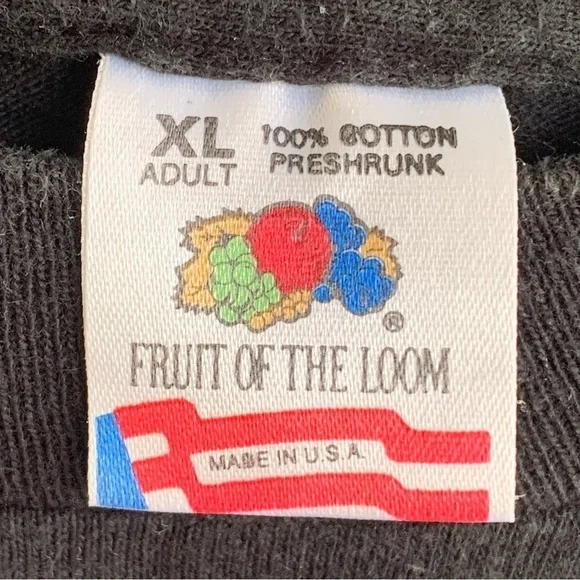 XL 100% COTTON
ADULT PRESHRUNK
®
FRUIT OF THE LOOM
MADE IN U.S.A.